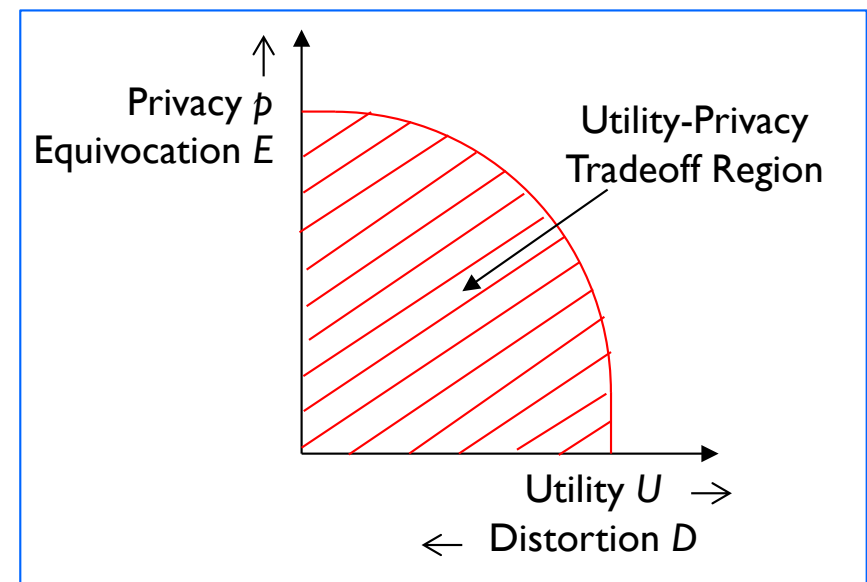 ↑
Privacy p
Equivocation E
Utility-Privacy
Tradeoff Region
Utility U →
← Distortion D